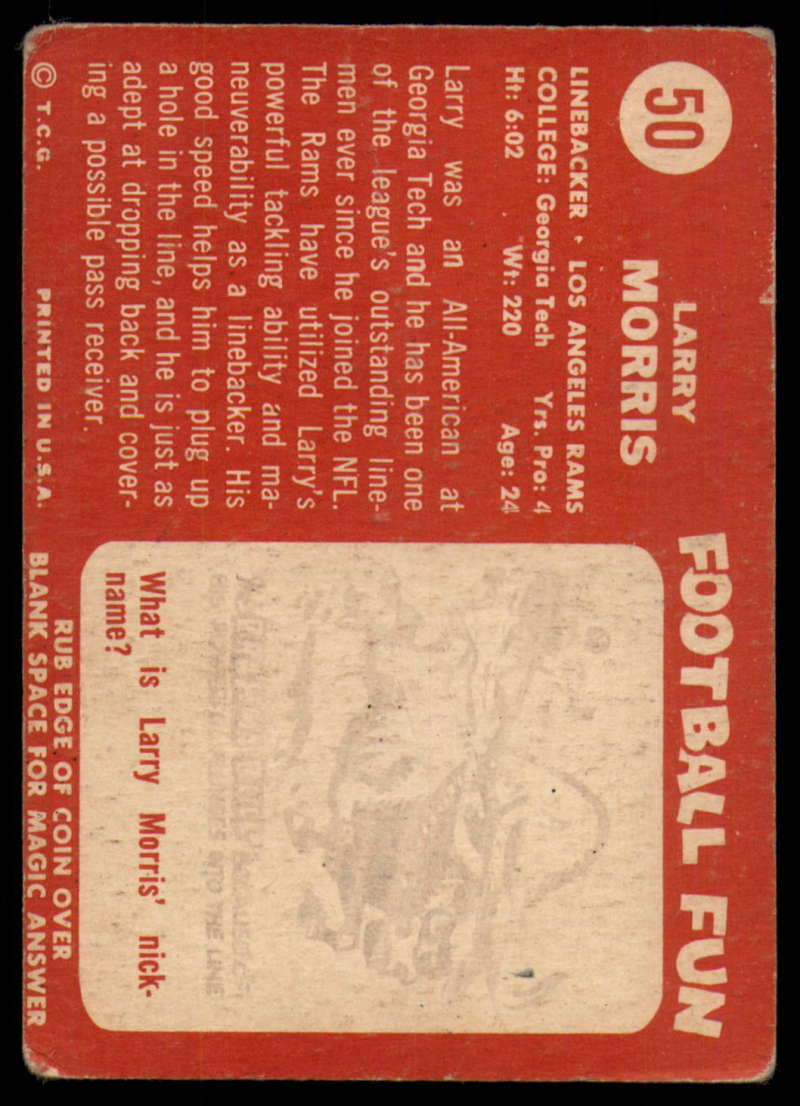 50
LARRY
MORRIS
LINEBACKER • LOS ANGELES RAMS
COLLEGE: Georgia Tech Yrs. Pro: 4
Ht: 6:02 Wt: 220 Age: 24
Larry was an All-American at
Georgia Tech and he has been one
of the league's outstanding line-
men ever since he joined the NFL.
The Rams have utilized Larry's
powerful tackling ability and ma-
neuverability as a linebacker. His
good speed helps him to plug up
a hole in the line, and he is just as
adept at dropping back and cover-
ing a possible pass receiver.
© T.C.G. PRINTED IN U.S.A.
FOOTBALL FUN
INTO THE LINE
What is Larry Morris' nick-
name?
RUB EDGE OF COIN OVER
BLANK SPACE FOR MAGIC ANSWER